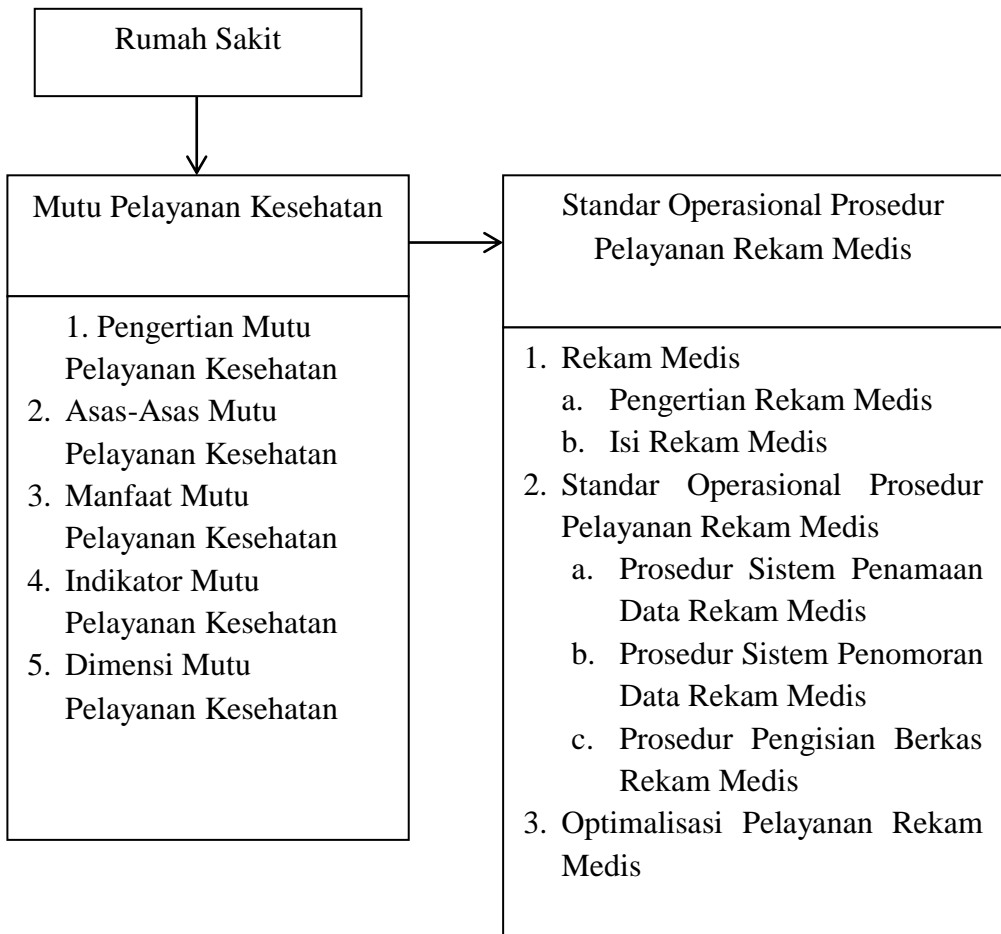 Rumah Sakit
Mutu Pelayanan Kesehatan
1. Pengertian Mutu
Pelayanan Kesehatan
2. Asas-Asas Mutu
Pelayanan Kesehatan
3. Manfaat Mutu
Pelayanan Kesehatan
4. Indikator Mutu
Pelayanan Kesehatan
5. Dimensi Mutu
Pelayanan Kesehatan
Standar Operasional Prosedur
Pelayanan Rekam Medis
1. Rekam Medis
a. Pengertian Rekam Medis
b. Isi Rekam Medis
2. Standar Operasional Prosedur
Pelayanan Rekam Medis
a. Prosedur Sistem Penamaan
Data Rekam Medis
b. Prosedur Sistem Penomoran
Data Rekam Medis
c. Prosedur Pengisian Berkas
Rekam Medis
3. Optimalisasi Pelayanan Rekam
Medis